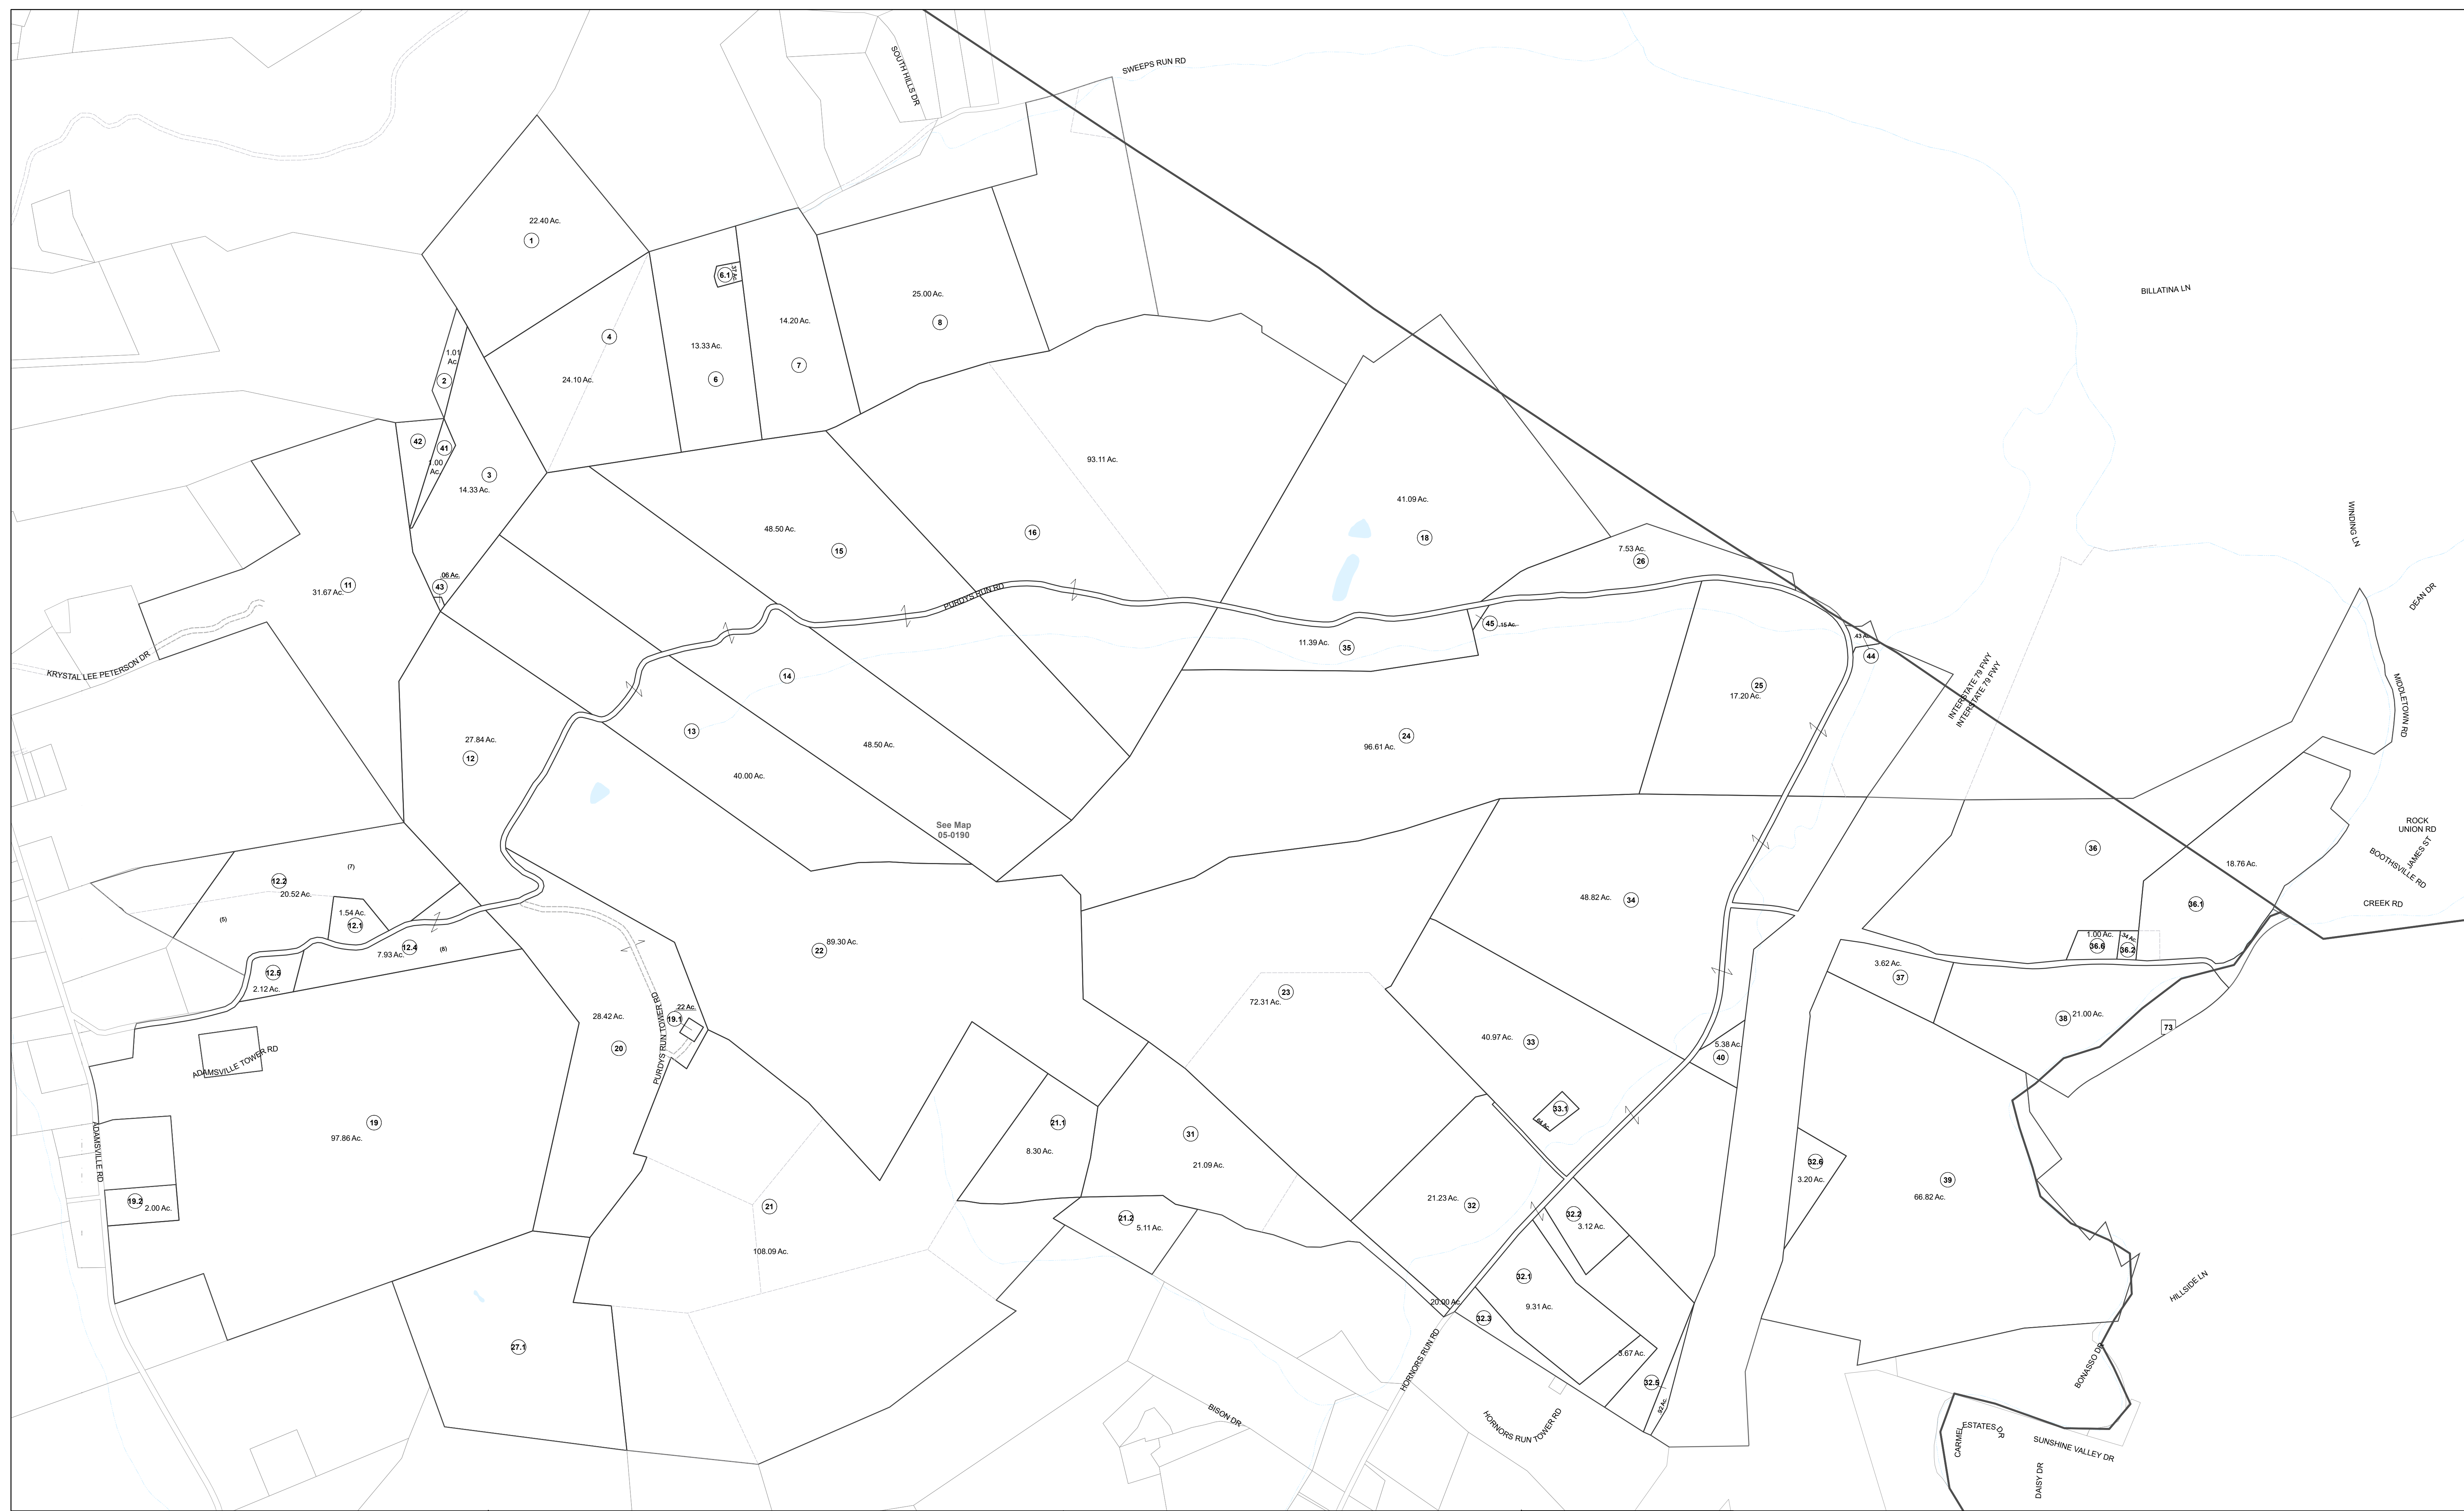 SOUTH HILLS DR
SWEEPS RUN RD
22.40 Ac.
1
6.1
.37 Ac.
25.00 Ac.
8
BILLATINA LN
14.20 Ac.
7
4
13.33 Ac.
6
24.10 Ac.
1.01
Ac.
2
42
41
1.00
Ac.
3
14.33 Ac.
93.11 Ac.
16
41.09 Ac.
18
48.50 Ac.
15
7.53 Ac.
26
WINDING LN
DEAN DR
11
31.67 Ac.
.06 Ac.
43
PURDYS RUN RD
45
.15 Ac.
11.39 Ac.
35
.43 Ac.
44
KRYSTAL LEE PETERSON DR
14
13
INTERSTATE 79 FWY
INTERSTATE 79 FWY
25
17.20 Ac.
MIDDLETOWN RD
27.84 Ac.
12
48.50 Ac.
40.00 Ac.
24
96.61 Ac.
See Map
05-0190
ROCK
UNION RD
JAMES ST
BOOTHSVILLE RD
CREEK RD
36
18.76 Ac.
(7)
12.2
20.52 Ac.
(5)
1.54 Ac.
12.1
12.4
7.93 Ac.
(6)
12.5
2.12 Ac.
48.82 Ac.
34
36.1
1.00 Ac.
36.6
.34 Ac.
36.2
89.30 Ac.
22
3.62 Ac.
37
23
72.31 Ac.
38
21.00 Ac.
73
28.42 Ac.
20
.22 Ac.
19.1
PURDYS RUN TOWER RD
40.97 Ac.
33
5.38 Ac.
40
ADAMSVILLE TOWER RD
ADAMSVILLE RD
19
97.86 Ac.
19.2
2.00 Ac.
21.1
8.30 Ac.
31
21.09 Ac.
33.1
32.6
3.20 Ac.
39
66.82 Ac.
21
108.09 Ac.
21.2
5.11 Ac.
21.23 Ac.
32
32.2
3.12 Ac.
32.1
9.31 Ac.
20.00 Ac.
32.3
HILLSIDE LN
27.1
HORNORS RUN RD
3.67 Ac.
32.5
.92 Ac.
BONASSO DR
BISON DR
HORNORS RUN TOWER RD
CARMEL
ESTATES DR
SUNSHINE VALLEY DR
DAISY DR